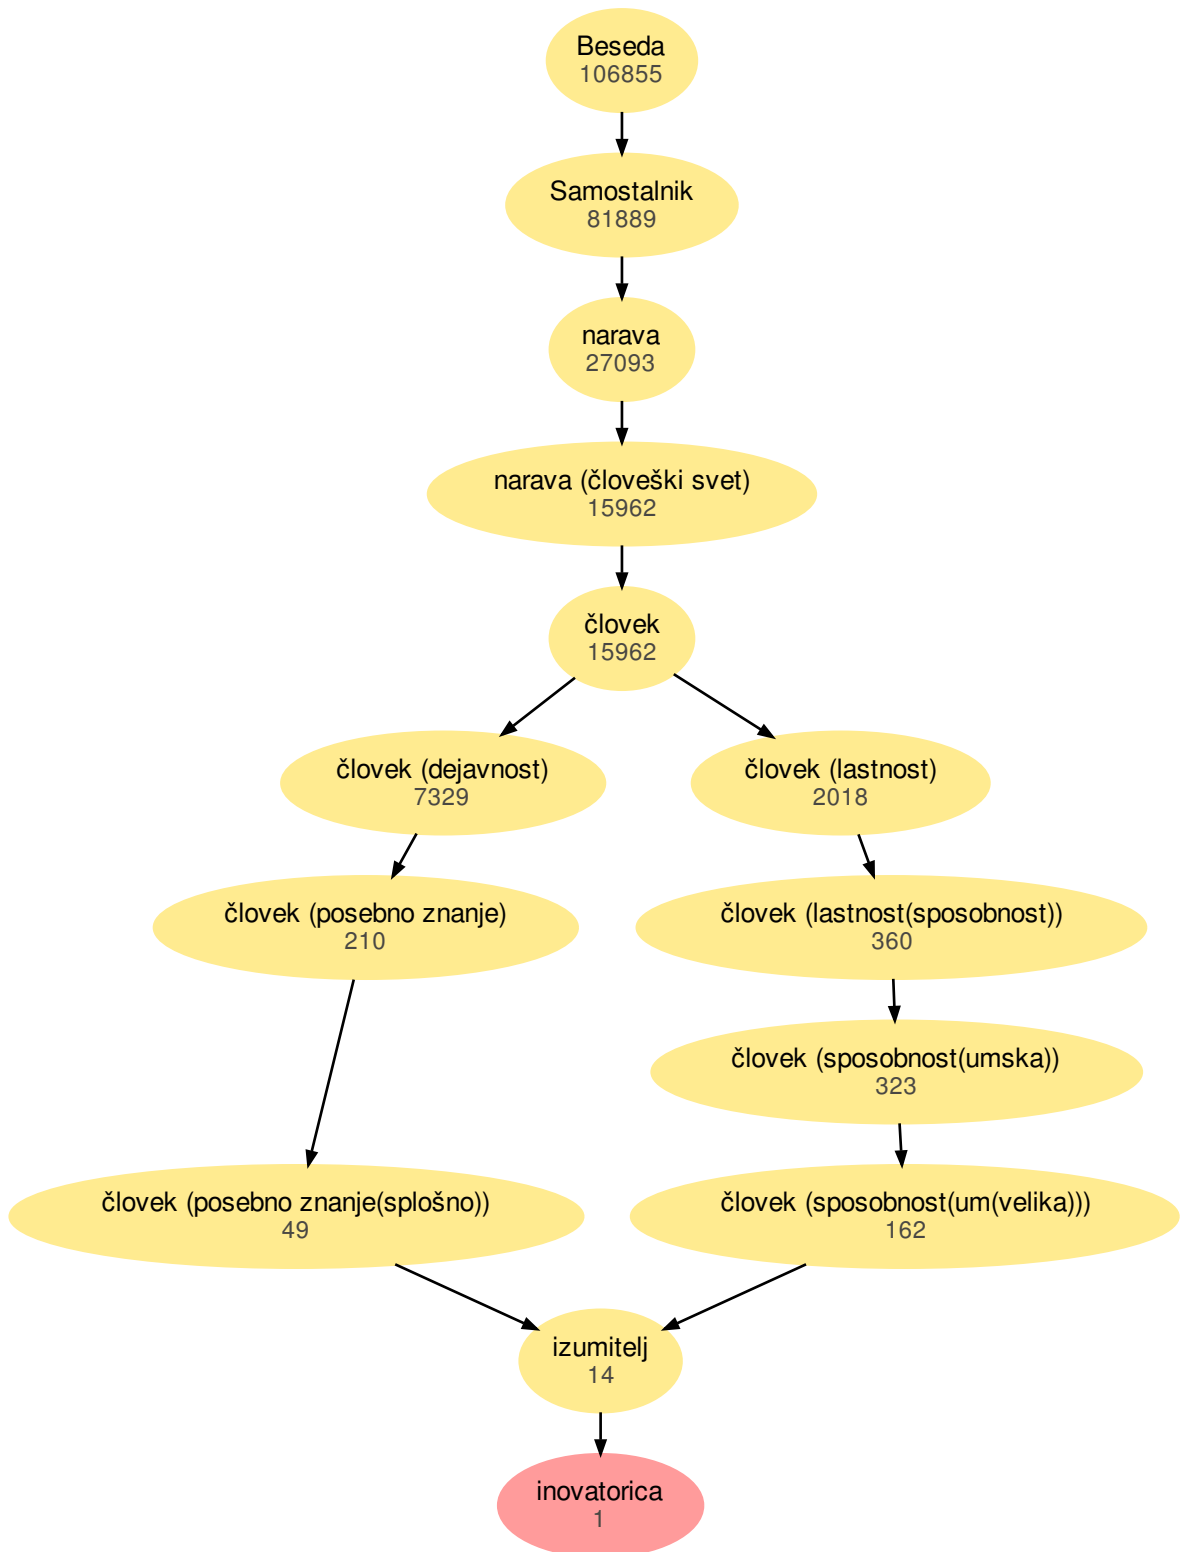 Beseda
106855
Samostalnik
81889
narava
27093
narava (človeški svet)
15962
človek
15962
človek (dejavnost)
7329
človek (lastnost)
2018
človek (posebno znanje)
210
človek (lastnost(sposobnost))
360
človek (sposobnost(umska))
323
človek (posebno znanje(splošno))
49
človek (sposobnost(um(velika)))
162
izumitelj
14
inovatorica
1